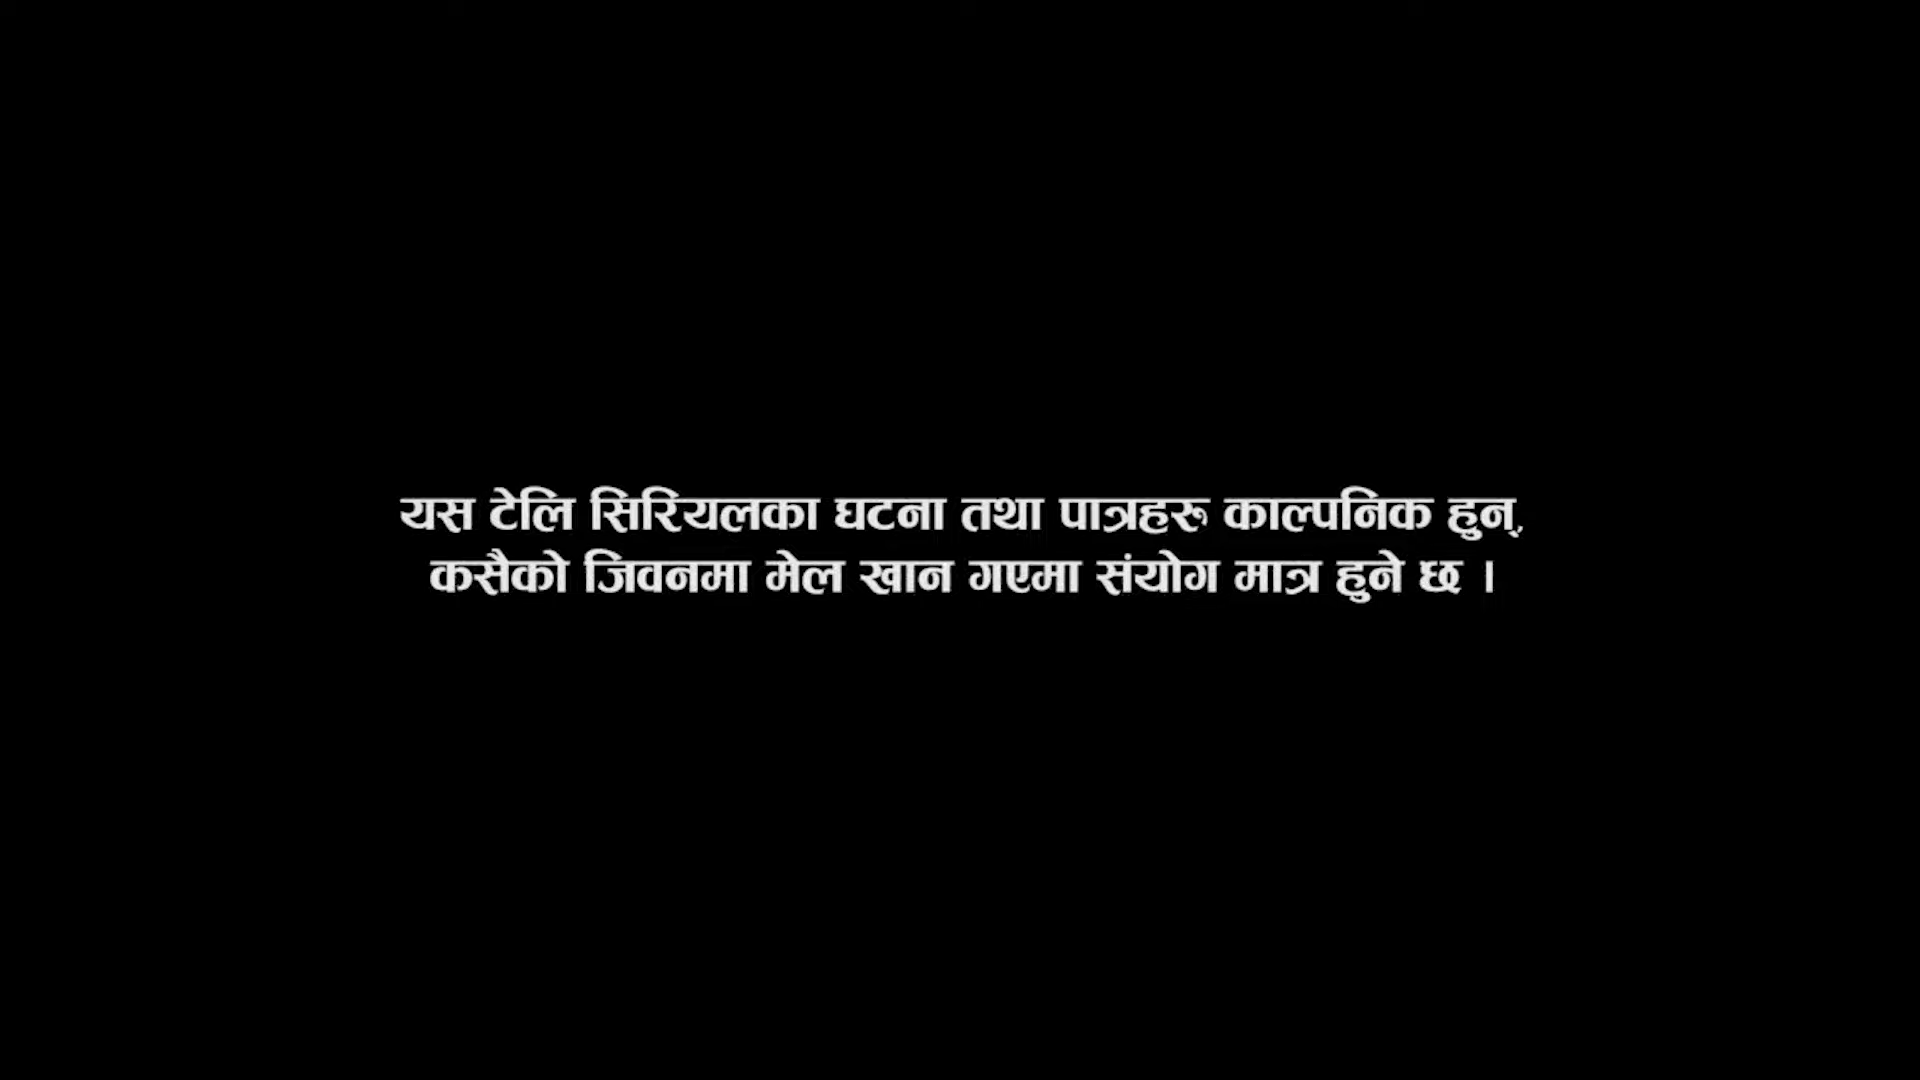 यस टेलि सिरियलका घटना तथा पात्रहरु काल्पनिक हुन्,
कसैको जिवनमा मेल खान गएमा संयोग मात्र हुने छ ।